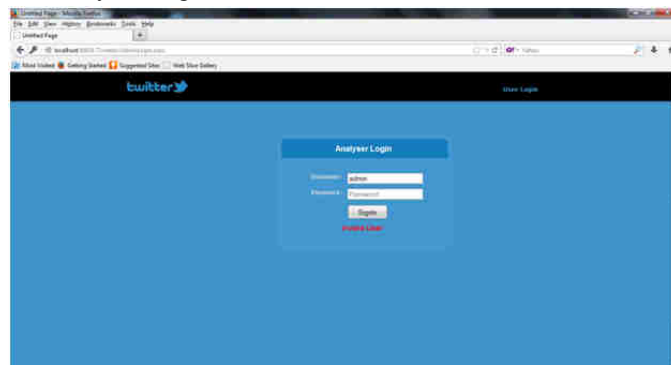 Untitled Page - Mozilla Firefox
File Edit View History Bookmarks Tools Help
Untitled Page
Yahoo
Most Visited Getting Started Suggested Sites Web Slice Gallery
twitter
User Login
Analyser Login
Username
admin
Password
Password
Invalid User